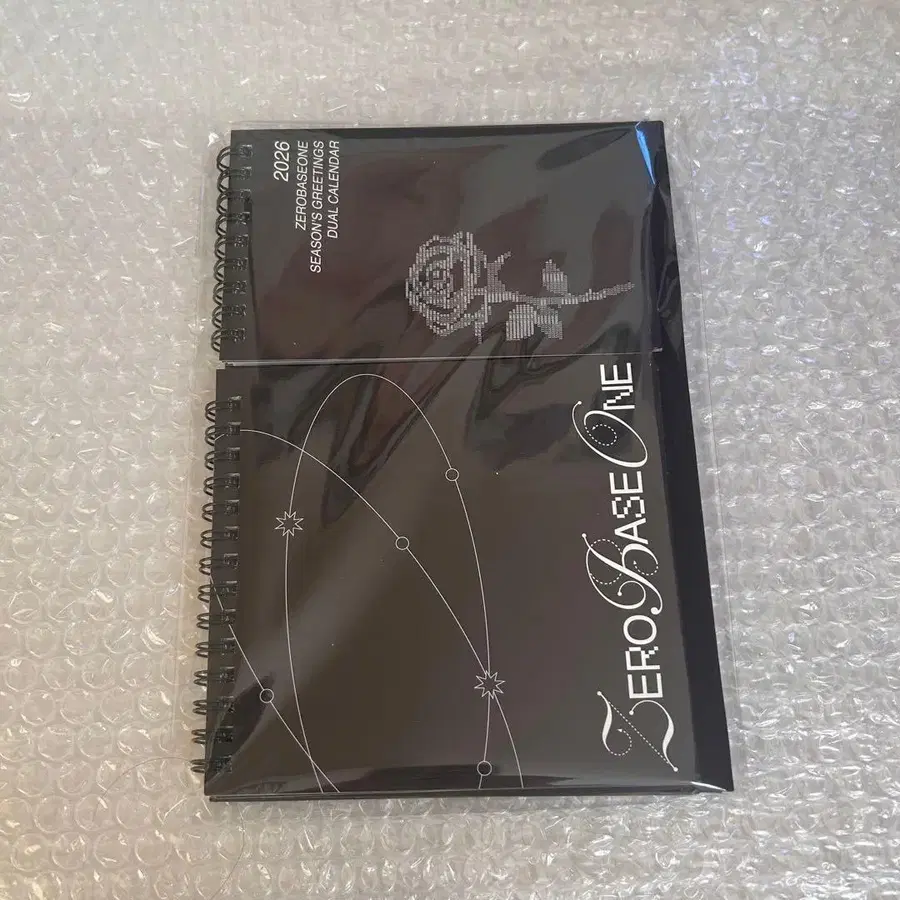 2026
ZEROBASEONE
SEASON'S GREETINGS
DUAL CALENDAR
ZEROBASEONE